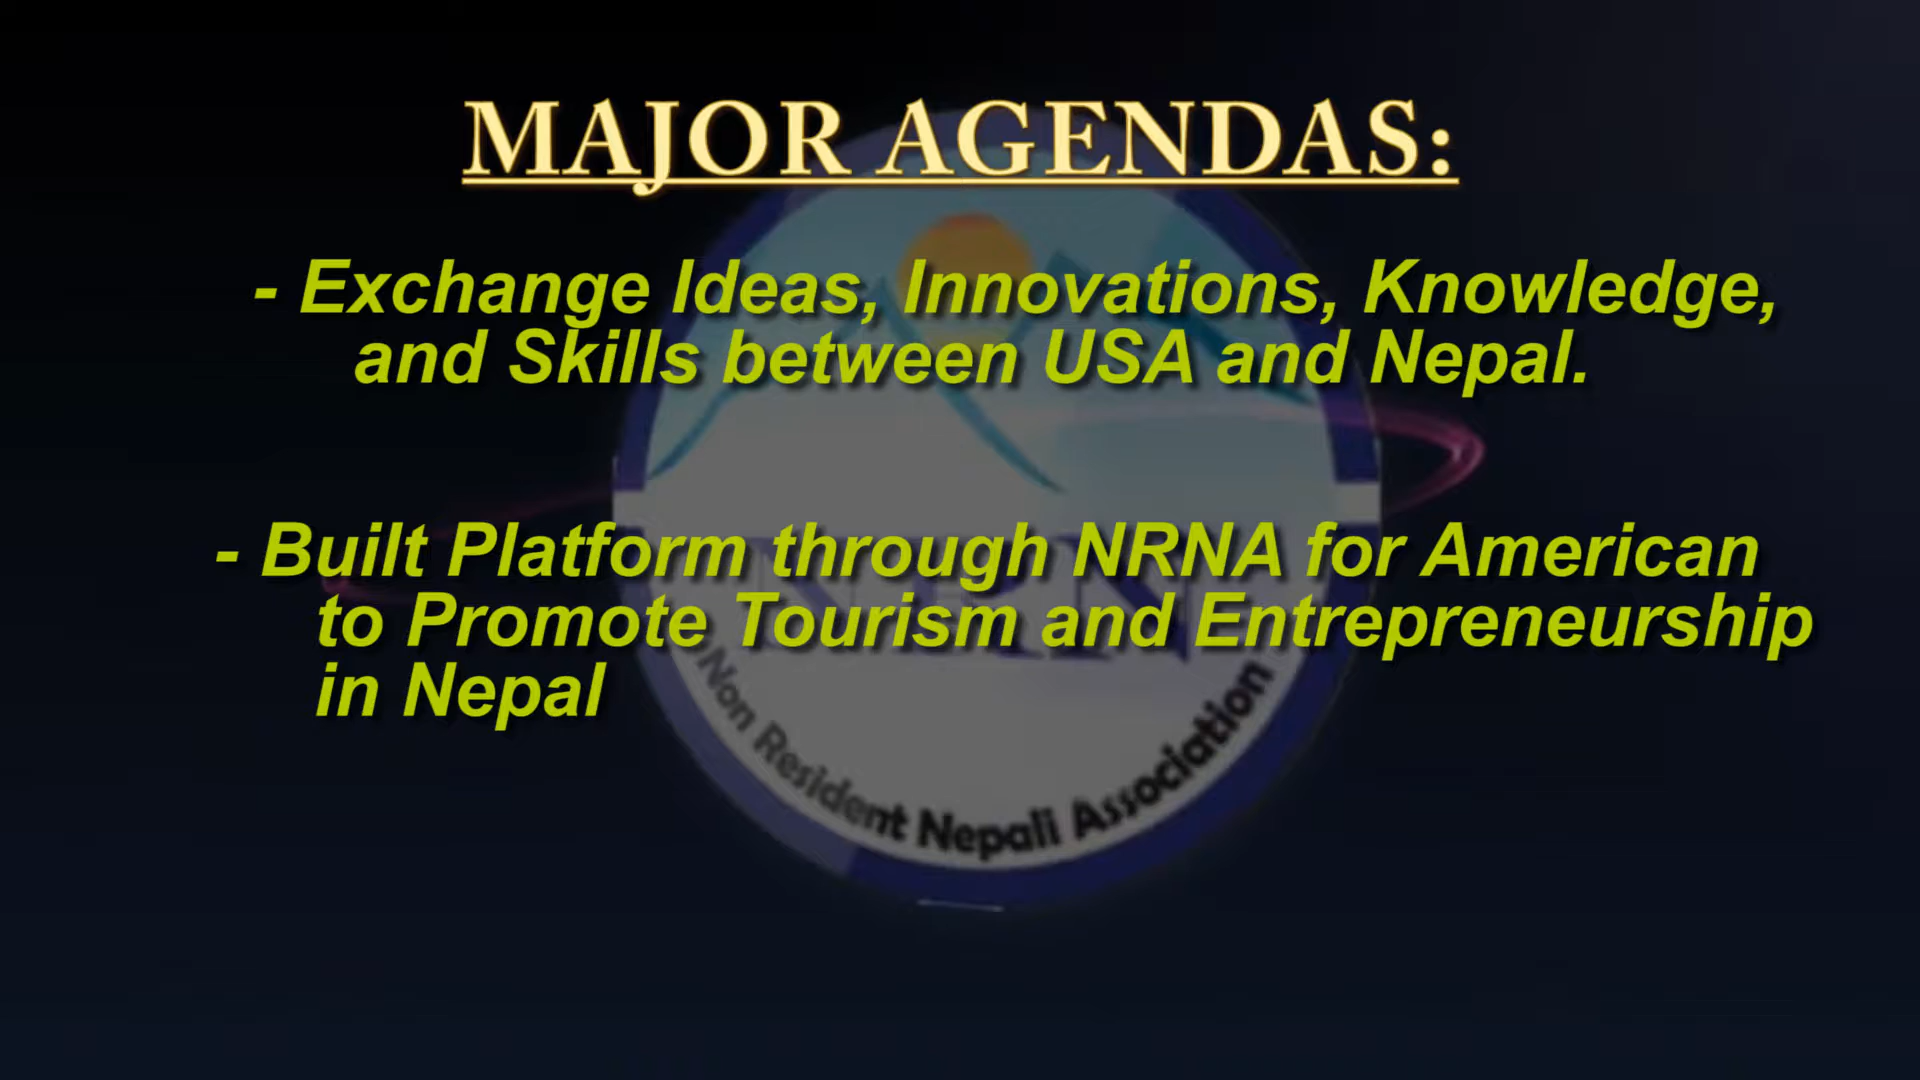 MAJOR AGENDAS:
- Exchange Ideas, Innovations, Knowledge,
and Skills between USA and Nepal.
- Built Platform through NRNA for American
to Promote Tourism and Entrepreneurship
in Nepal
NRN
Non Resident Nepali Association